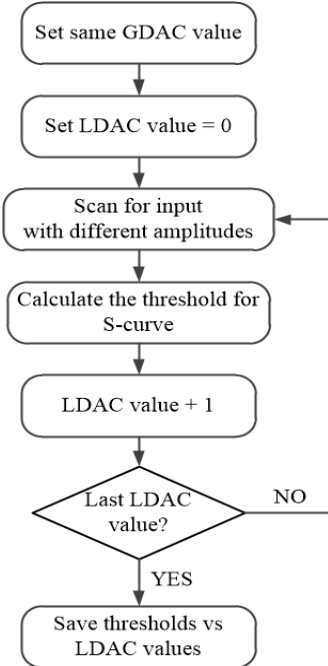 Set same GDAC value
Set LDAC value = 0
Scan for input
with different amplitudes
Calculate the threshold for
S-curve
LDAC value + 1
Last LDAC
value?
NO
YES
Save thresholds vs
LDAC values